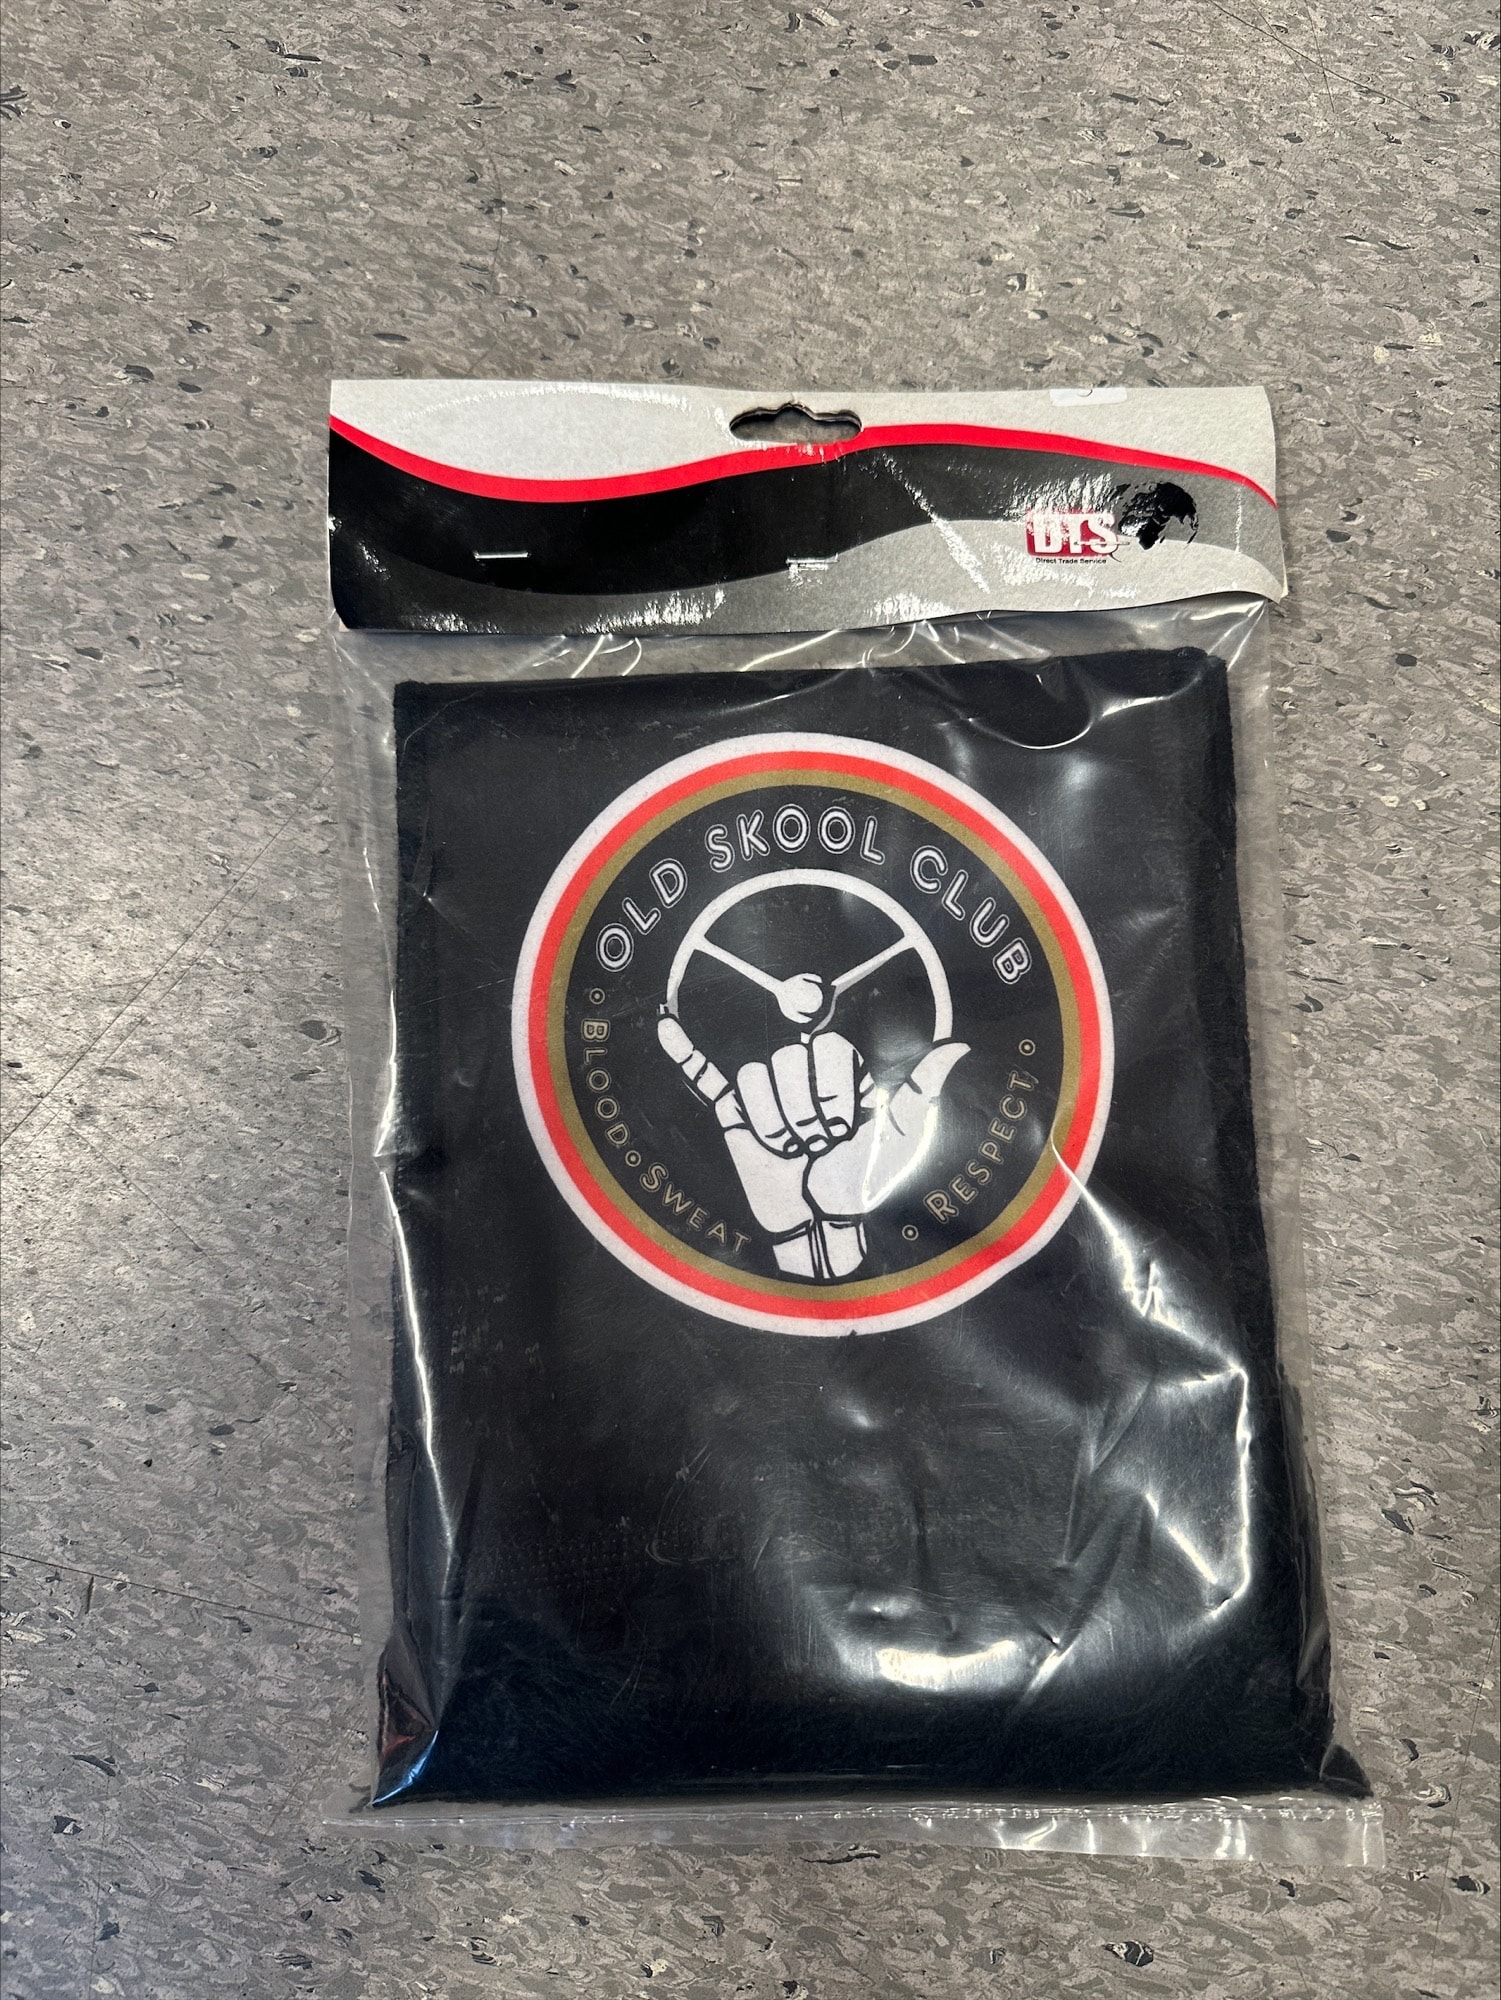 DTS
Direct Trade Service
OLD SKOOL CLUB
• BLOOD • SWEAT
• RESPECT •